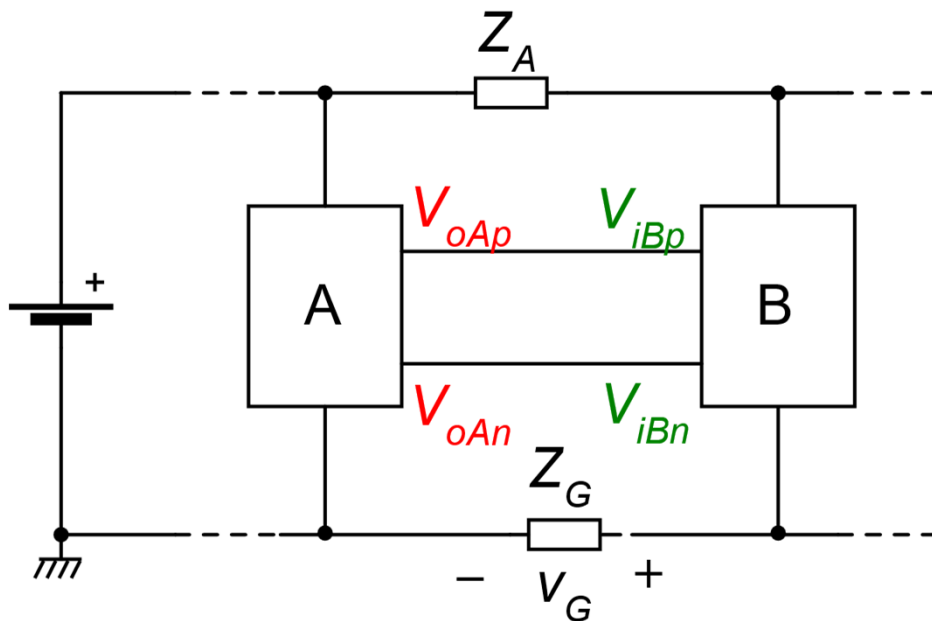 Z_A
+
V_oAp
V_iBp
A
B
V_oAn
V_iBn
Z_G
− v_G +